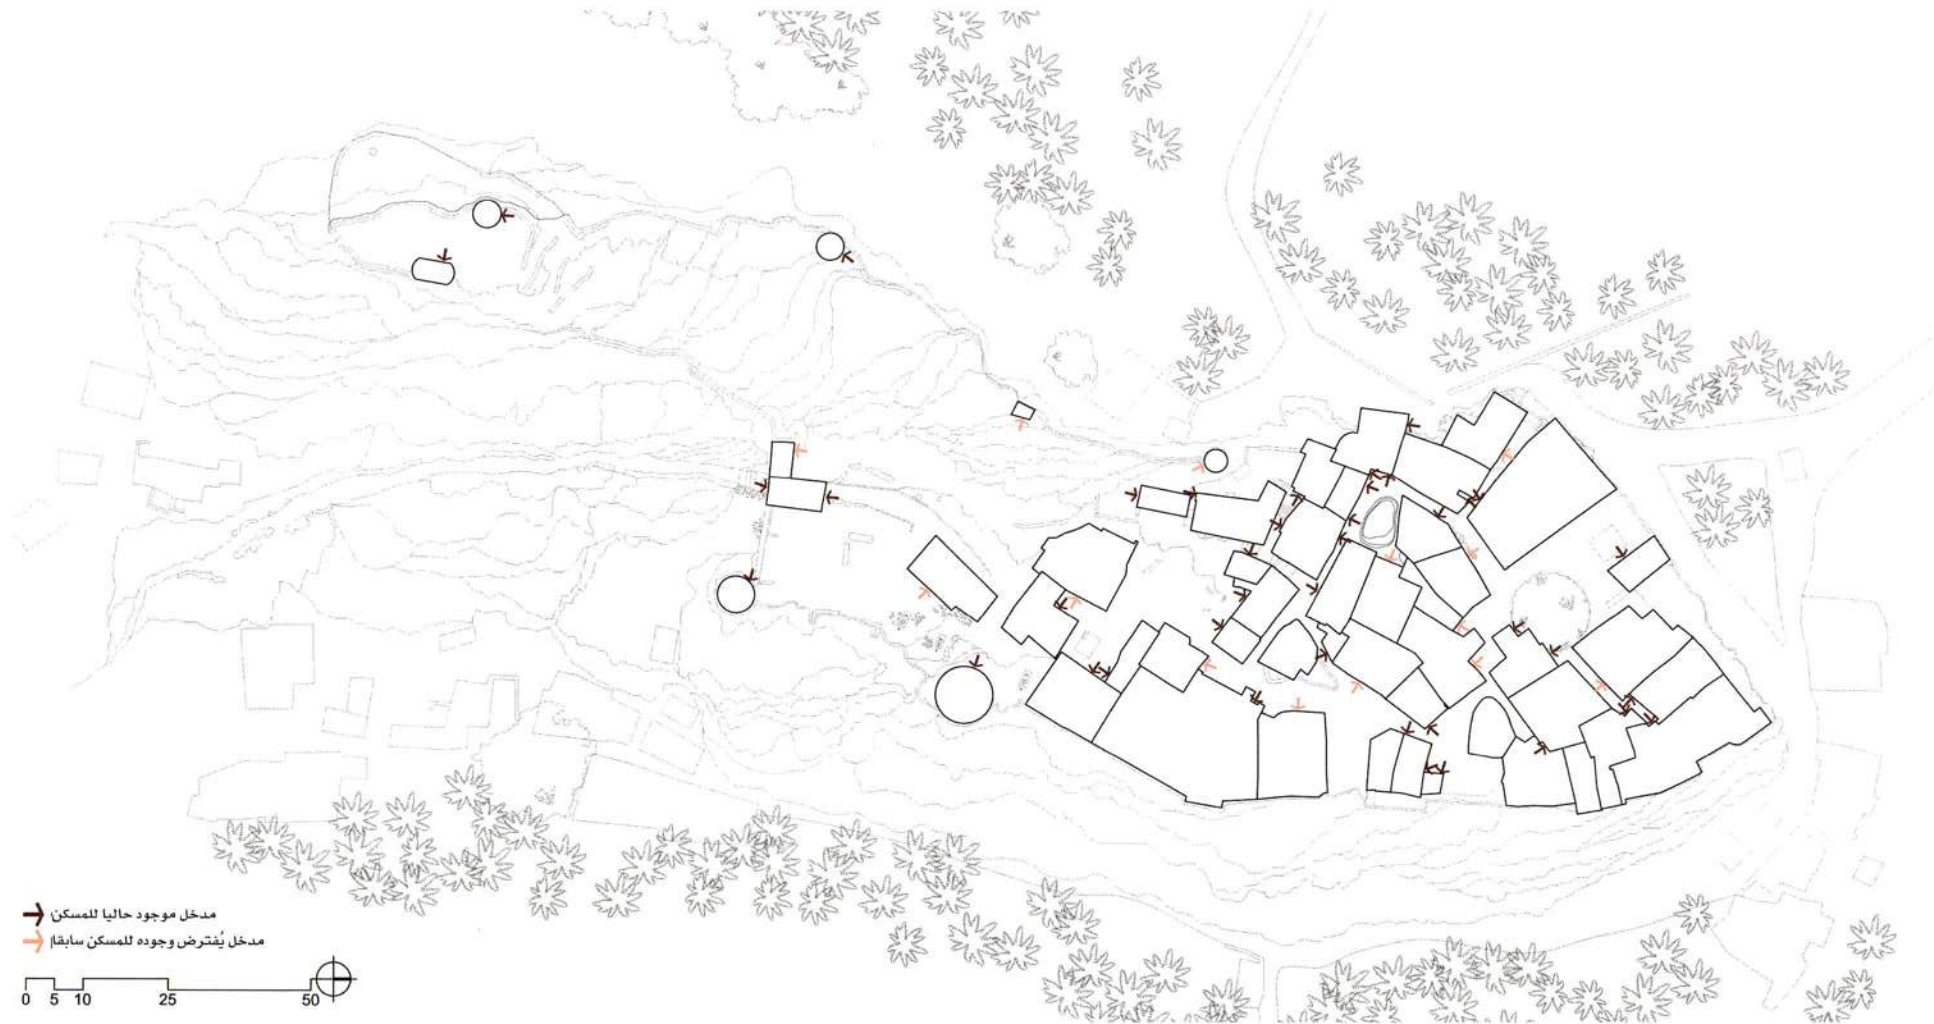 مدخل موجود حاليا للمسكن
مدخل يُفترض وجوده للمسكن سابقا
0 5 10 25 50